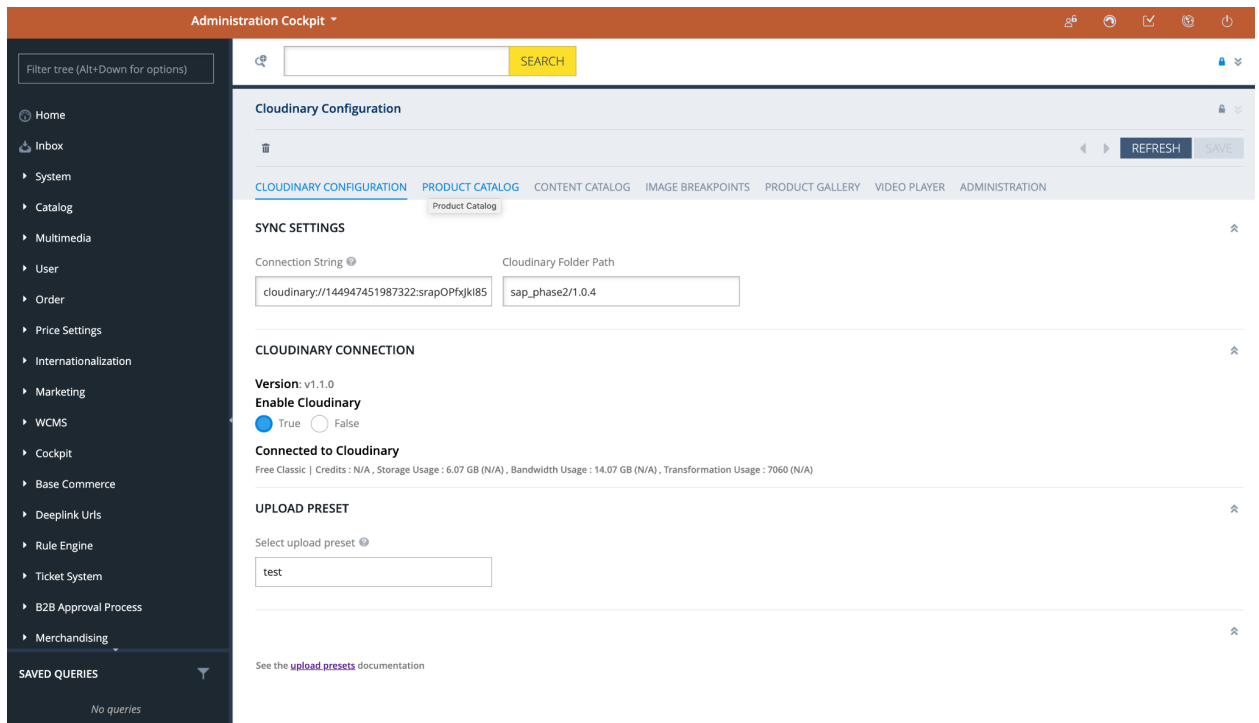 Administration Cockpit
Filter tree (Alt+Down for options)
SEARCH
Home
Inbox
System
Catalog
Multimedia
User
Order
Price Settings
Internationalization
Marketing
WCMS
Cockpit
Base Commerce
Deeplink Urls
Rule Engine
Ticket System
B2B Approval Process
Merchandising
SAVED QUERIES
No queries
Cloudinary Configuration
REFRESH SAVE
CLOUDINARY CONFIGURATION PRODUCT CATALOG CONTENT CATALOG IMAGE BREAKPOINTS PRODUCT GALLERY VIDEO PLAYER ADMINISTRATION
Product Catalog
SYNC SETTINGS
Connection String Cloudinary Folder Path
cloudinary://144947451987322:srapOPfxJkI85 sap_phase2/1.0.4
CLOUDINARY CONNECTION
Version: v1.1.0
Enable Cloudinary
True False
Connected to Cloudinary
Free Classic | Credits : N/A , Storage Usage : 6.07 GB (N/A) , Bandwidth Usage : 14.07 GB (N/A) , Transformation Usage : 7060 (N/A)
UPLOAD PRESET
Select upload preset
test
See the upload presets documentation